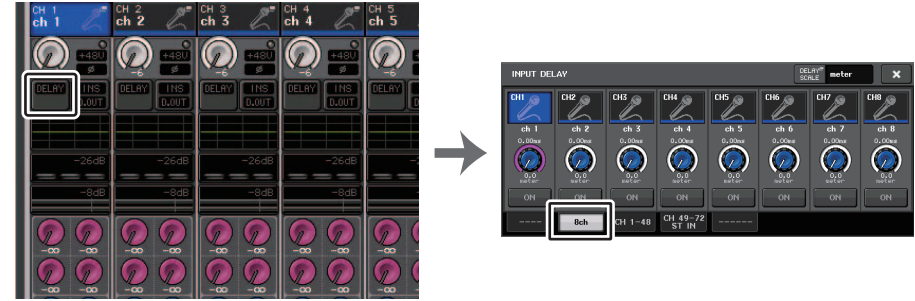 CH 1 CH 2 CH 3 CH 4 CH 5
ch 1 ch 2 ch 3 ch 4 ch 5
+48V +48V +48V +48V
Ø Ø Ø Ø
-6 -6 -6 -6
DELAY INS DELAY INS DELAY INS DELAY INS DELAY
D.OUT D.OUT D.OUT D.OUT
-26dB -26dB -26dB -26dB
-8dB -8dB -8dB -8dB
-∞ -∞ -∞ -∞ -∞ -∞ -∞ -∞ -∞
-∞ -∞ -∞ -∞ -∞ -∞ -∞ -∞ -∞
INPUT DELAY DELAY SCALE meter ×
CH1 CH2 CH3 CH4 CH5 CH6 CH7 CH8
ch 1 ch 2 ch 3 ch 4 ch 5 ch 6 ch 7 ch 8
0.00ms 0.00ms 0.00ms 0.00ms 0.00ms 0.00ms 0.00ms 0.00ms
0.0 0.0 0.0 0.0 0.0 0.0 0.0 0.0
meter meter meter meter meter meter meter meter
ON ON ON ON ON ON ON ON
---- 8ch CH 1-48 CH 49-72 ST IN ------